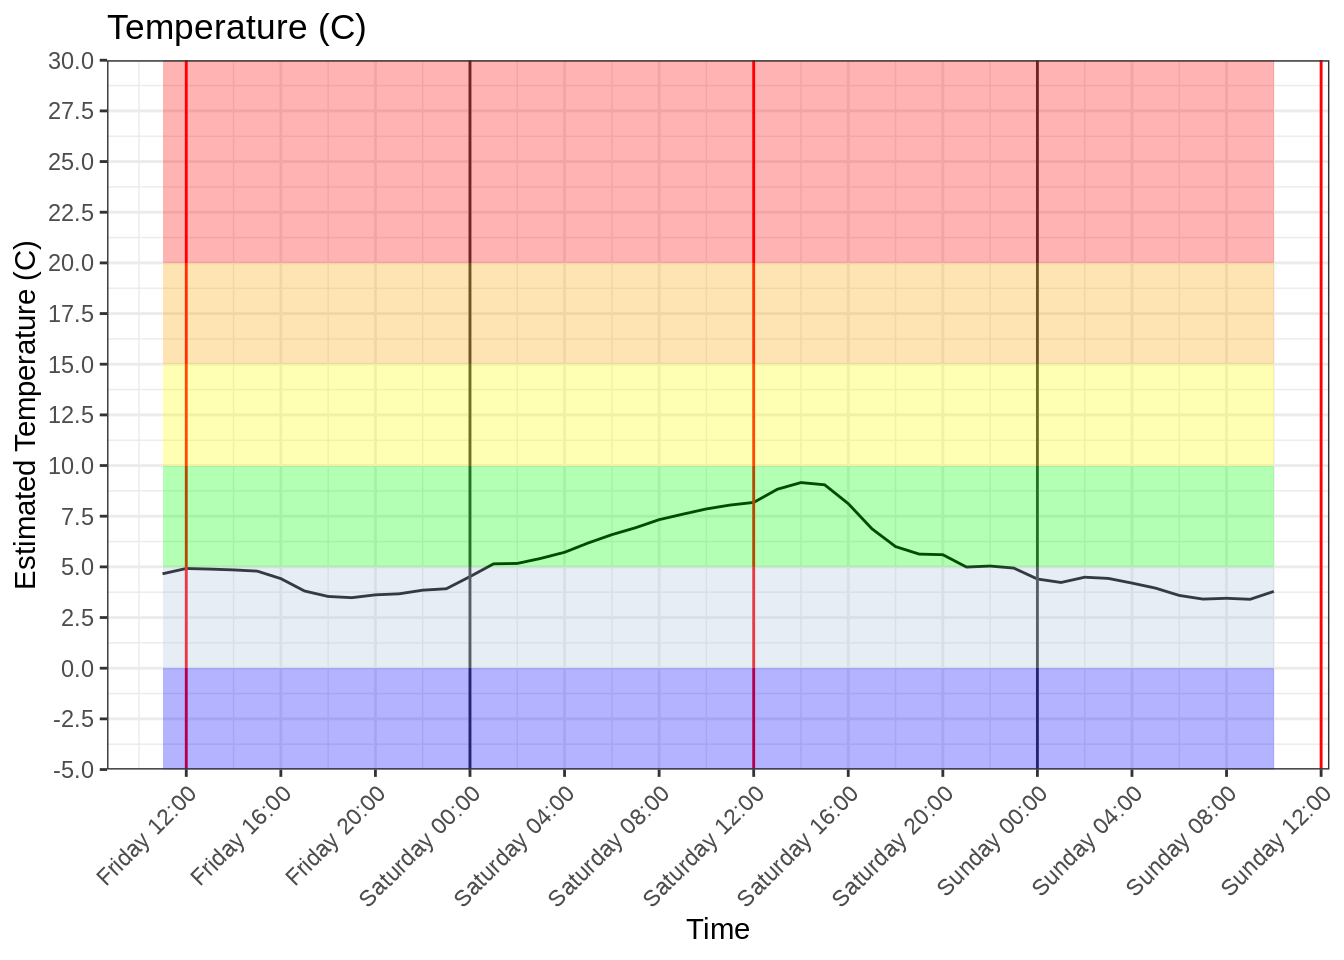 Temperature (C)
30.0
27.5
25.0
22.5
20.0
17.5
15.0
12.5
10.0
7.5
5.0
2.5
0.0
-2.5
-5.0
Estimated Temperature (C)
Friday 12:00
Friday 16:00
Friday 20:00
Saturday 00:00
Saturday 04:00
Saturday 08:00
Saturday 12:00
Saturday 16:00
Saturday 20:00
Sunday 00:00
Sunday 04:00
Sunday 08:00
Sunday 12:00
Time